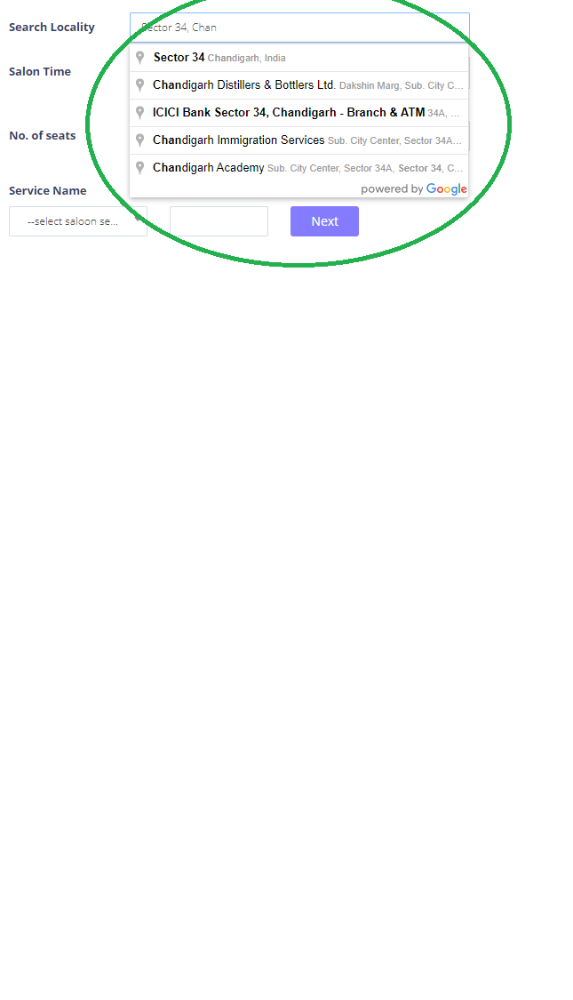 Search Locality
Sector 34, Chan
Sector 34 Chandigarh, India
Salon Time
Chandigarh Distillers & Bottlers Ltd. Dakshin Marg, Sub. City C...
ICICI Bank Sector 34, Chandigarh - Branch & ATM 34A, ...
No. of seats
Chandigarh Immigration Services Sub. City Center, Sector 34A...
Chandigarh Academy Sub. City Center, Sector 34A, Sector 34, C...
powered by Google
Service Name
--select saloon se...
Next